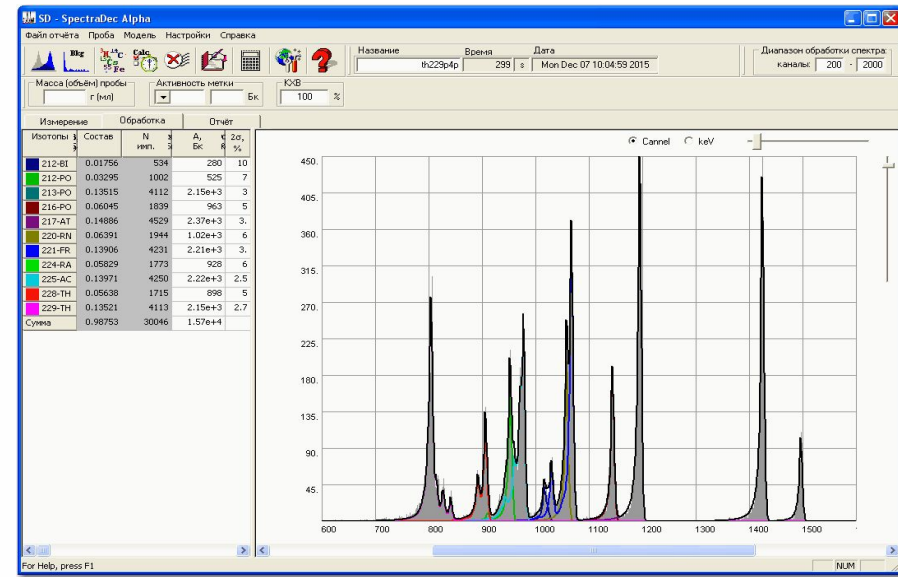 SD - SpectraDec Alpha
Файл отчёта Проба Модель Настройки Справка
Bkg 3H 14C 55Fe Calc
Название Время Дата
th229p4p 299 s Mon Dec 07 10:04:59 2015
Диапазон обработки спектра:
каналы: 200 - 2000
Масса (объём) пробы Активность метки КХВ
г (мл) Бк 100 %
Измерение Обработка Отчёт
Изотопы Состав N имп. А, Бк 2σ, %
212-BI 0.01756 534 280 10
212-PO 0.03295 1002 525 7
213-PO 0.13515 4112 2.15e+3 3
216-PO 0.06045 1839 963 5
217-AT 0.14886 4529 2.37e+3 3.
220-RN 0.06391 1944 1.02e+3 6
221-FR 0.13906 4231 2.21e+3 3.
224-RA 0.05829 1773 928 6
225-AC 0.13971 4250 2.22e+3 2.5
228-TH 0.05638 1715 898 5
229-TH 0.13521 4113 2.15e+3 2.7
Сумма 0.98753 30046 1.57e+4
Cannel keV
450.
405.
360.
315.
270.
225.
180.
135.
90.
45.
600 700 800 900 1000 1100 1200 1300 1400 1500
For Help, press F1
NUM